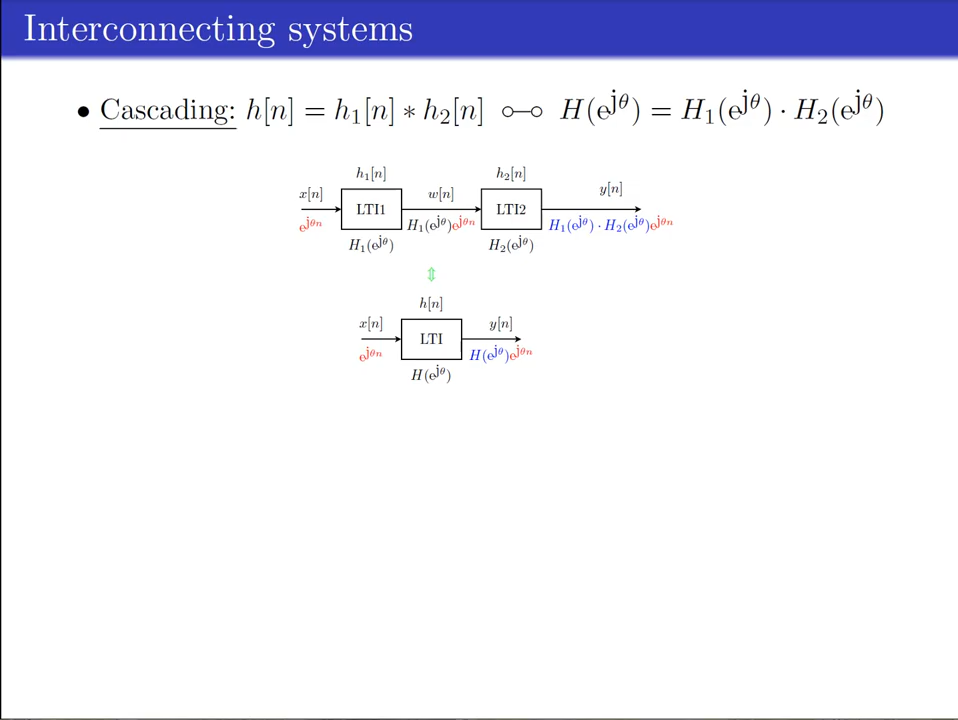 Interconnecting systems
• Cascading: h[n] = h₁[n] ∗ h₂[n] ○─○ H(e^{jθ}) = H₁(e^{jθ}) · H₂(e^{jθ})
h₁[n] h₂[n]
x[n] LTI1 w[n] LTI2 y[n]
e^{jθn} H₁(e^{jθ})e^{jθn} H₁(e^{jθ}) · H₂(e^{jθ})e^{jθn}
H₁(e^{jθ}) H₂(e^{jθ})
⇕
h[n]
x[n] LTI y[n]
e^{jθn} H(e^{jθ})e^{jθn}
H(e^{jθ})